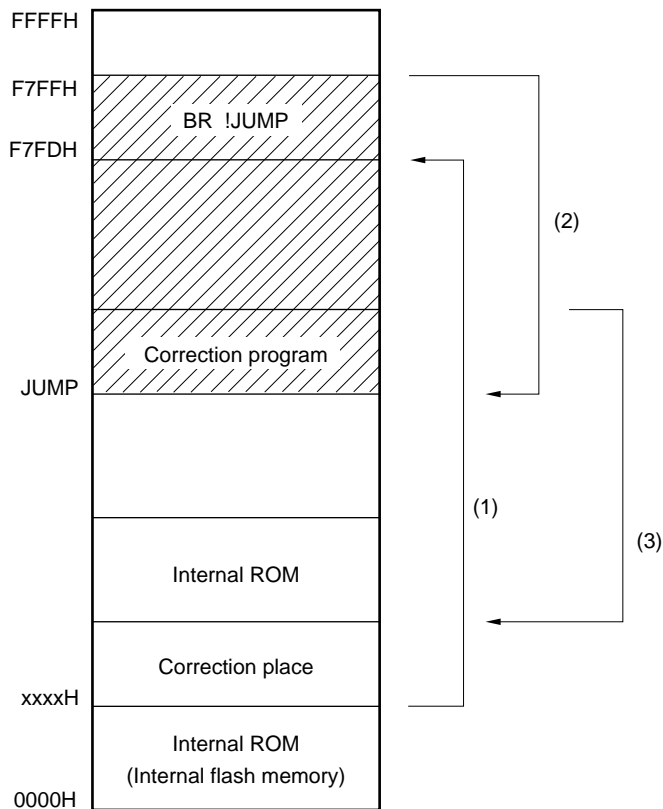 FFFFH
F7FFH
BR !JUMP
F7FDH
(2)
Correction program
JUMP
(1)
(3)
Internal ROM
Correction place
xxxxH
Internal ROM
(Internal flash memory)
0000H